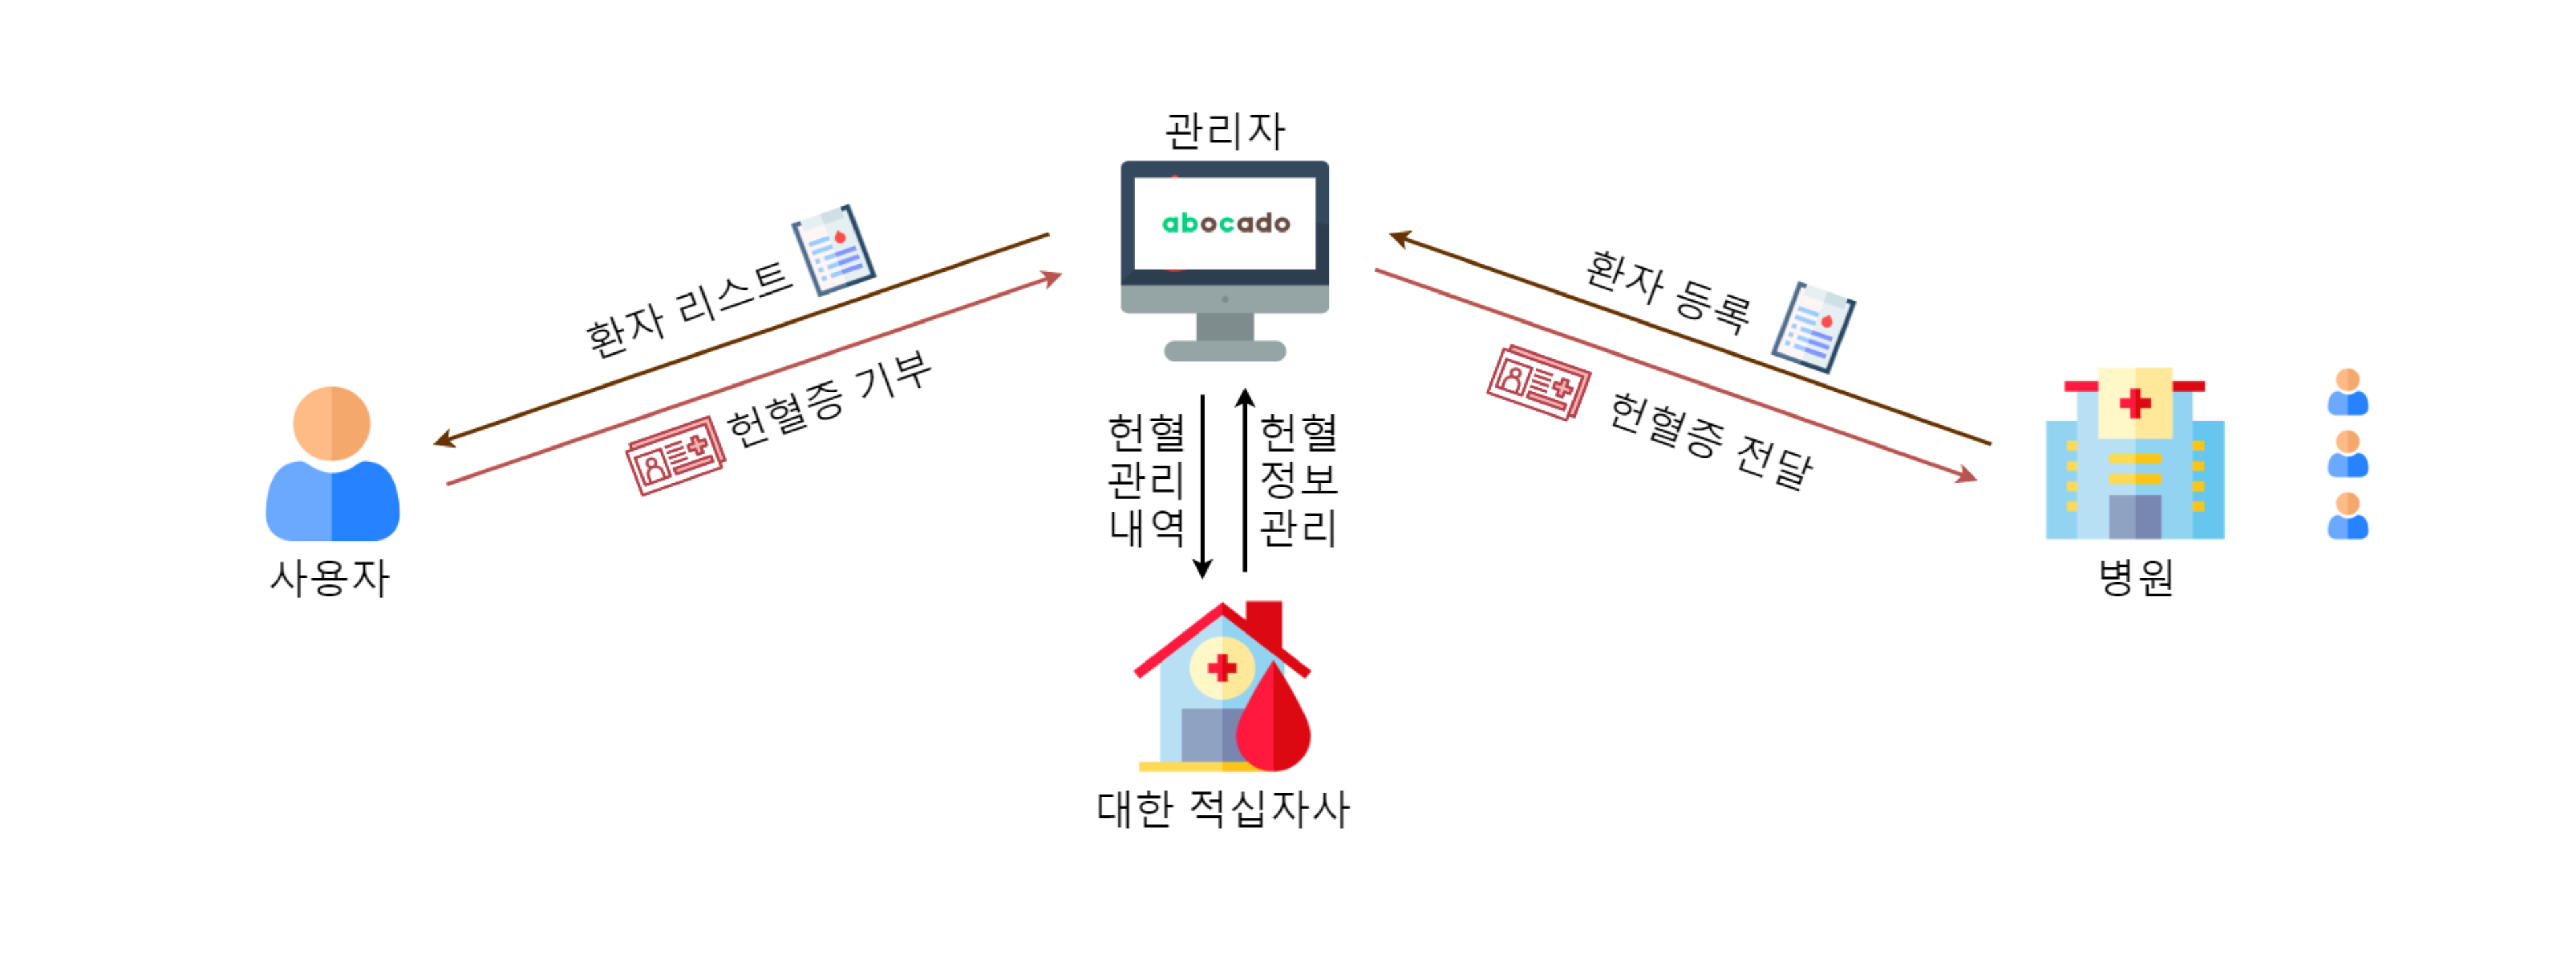 관리자
abocado
환자 리스트
헌혈증 기부
환자 등록
헌혈증 전달
헌혈
관리
내역
헌혈
정보
관리
사용자
병원
대한 적십자사